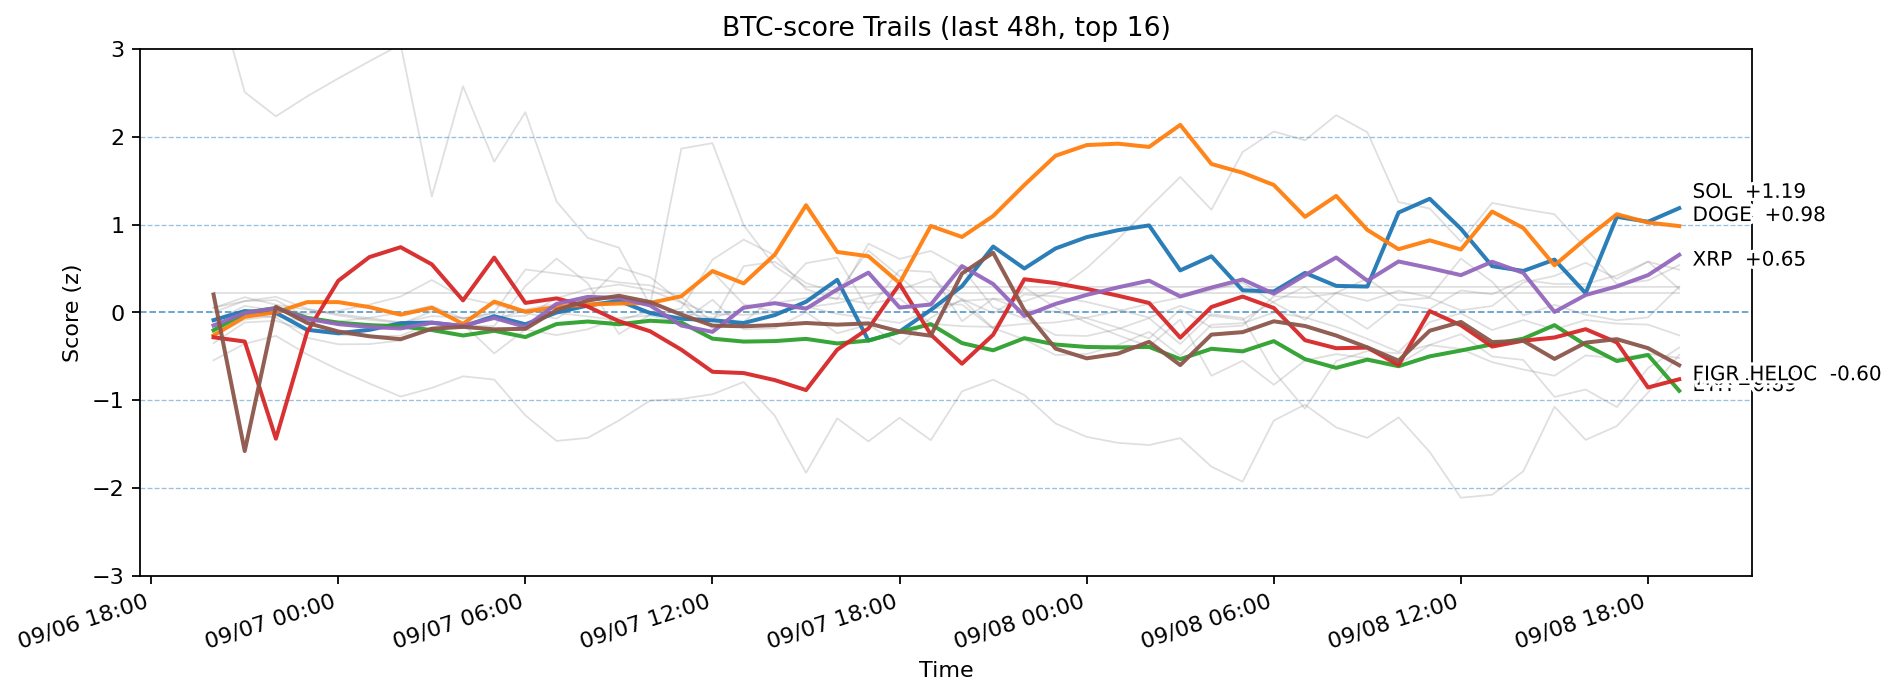 BTC-score Trails (last 48h, top 16)
Score (z)
3
2
1
0
−1
−2
−3
SOL +1.19
DOGE +0.98
XRP +0.65
FIGR_HELOC -0.60
09/06 18:00
09/07 00:00
09/07 06:00
09/07 12:00
09/07 18:00
09/08 00:00
09/08 06:00
09/08 12:00
09/08 18:00
Time